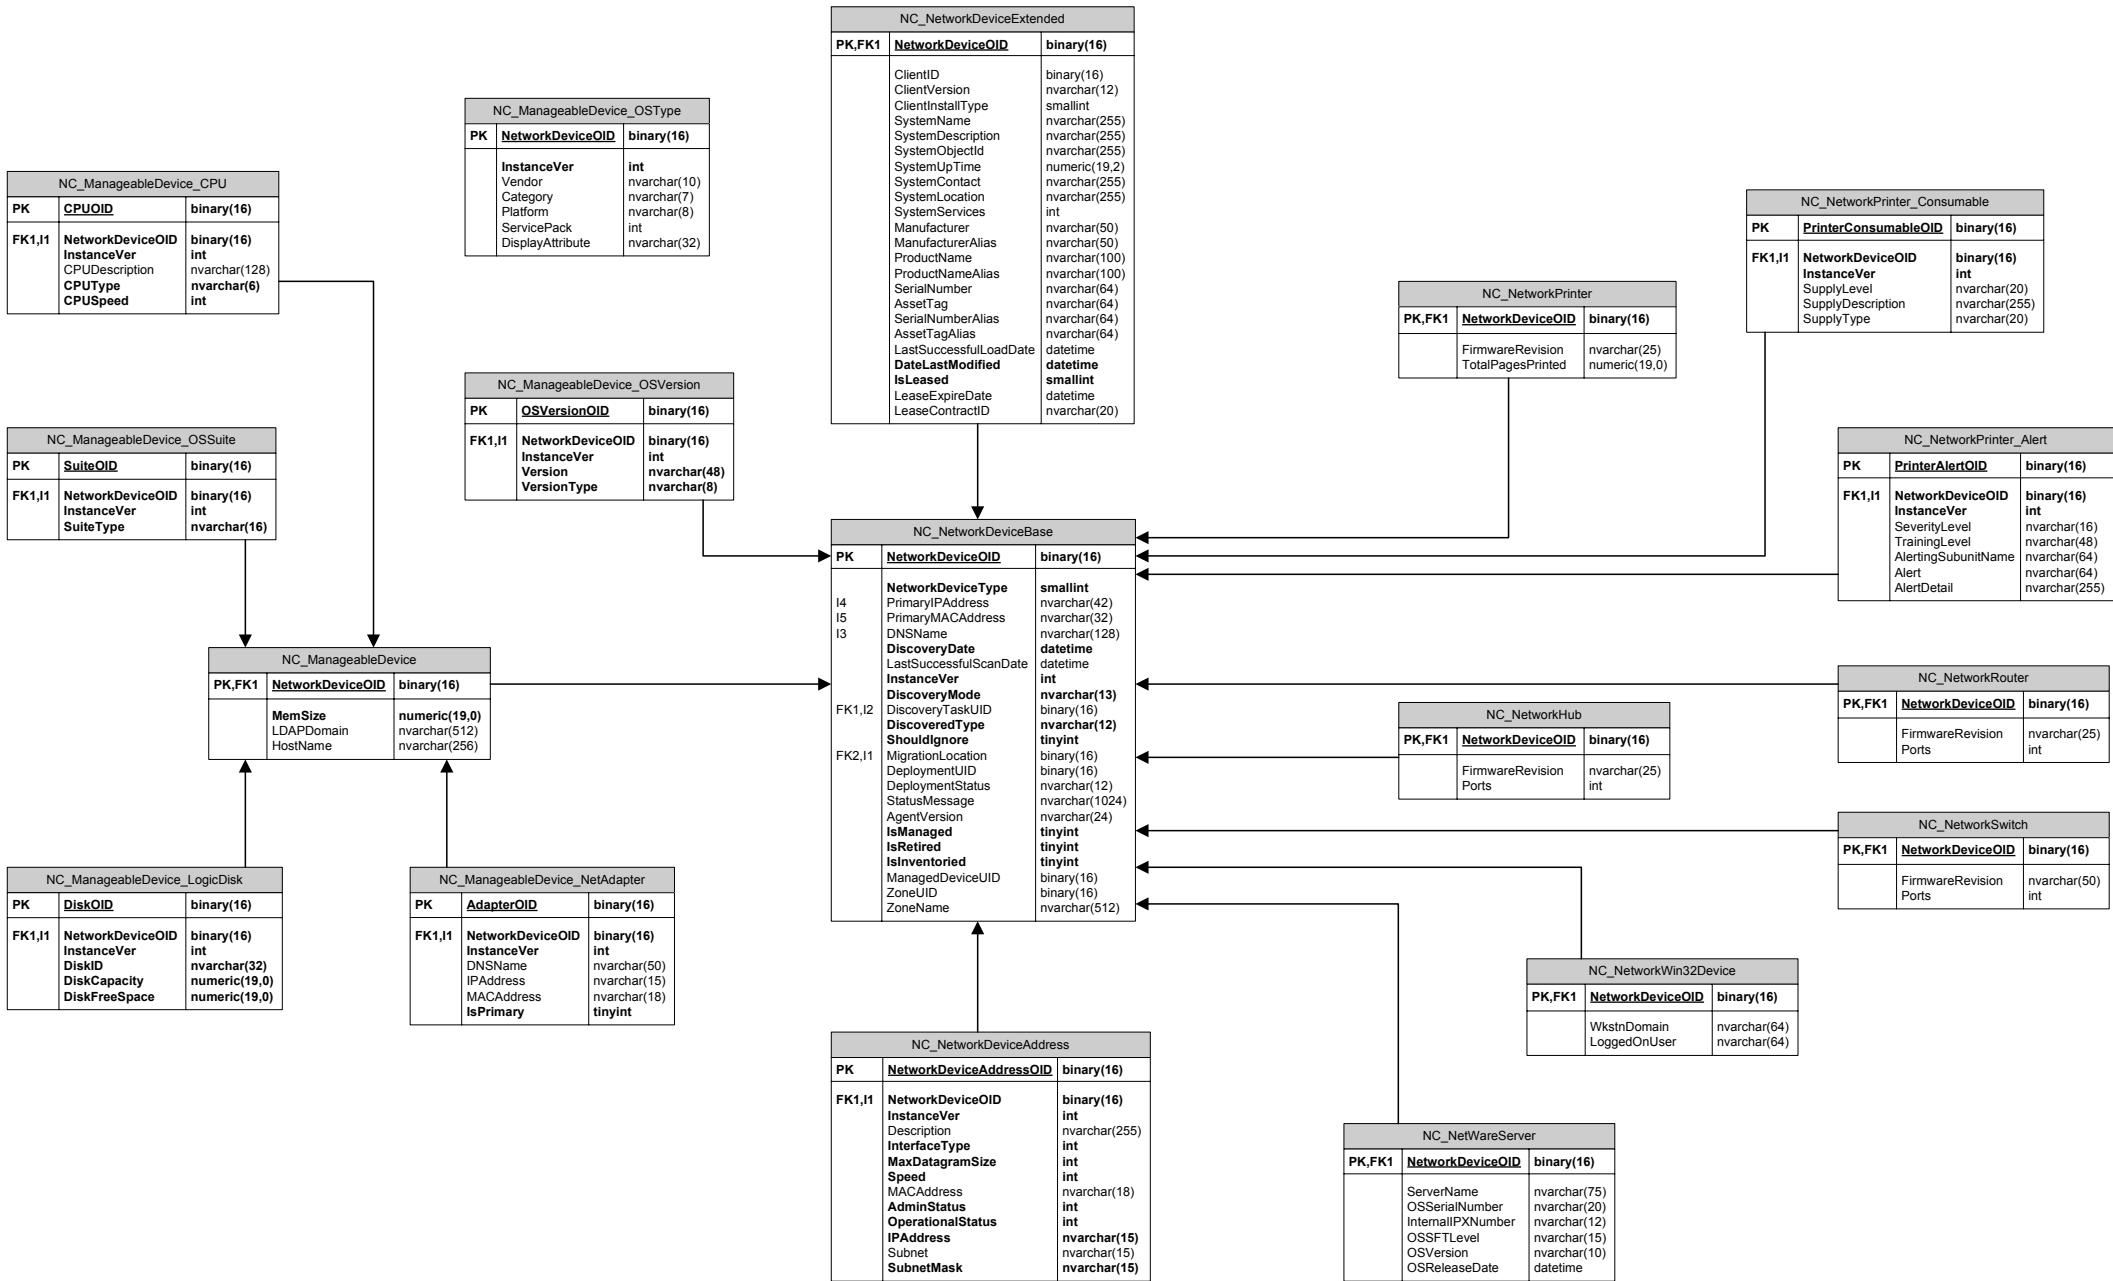 NC_NetworkDeviceExtended
PK,FK1 NetworkDeviceOID binary(16)
ClientID binary(16)
ClientVersion nvarchar(12)
ClientInstallType smallint
SystemName nvarchar(255)
SystemDescription nvarchar(255)
SystemObjectId nvarchar(255)
SystemUpTime numeric(19,2)
SystemContact nvarchar(255)
SystemLocation nvarchar(255)
SystemServices int
Manufacturer nvarchar(50)
ManufacturerAlias nvarchar(50)
ProductName nvarchar(100)
ProductNameAlias nvarchar(100)
SerialNumber nvarchar(64)
AssetTag nvarchar(64)
SerialNumberAlias nvarchar(64)
AssetTagAlias nvarchar(64)
LastSuccessfulLoadDate datetime
DateLastModified datetime
IsLeased smallint
LeaseExpireDate datetime
LeaseContractID nvarchar(20)
NC_ManageableDevice_OSType
PK NetworkDeviceOID binary(16)
InstanceVer int
Vendor nvarchar(10)
Category nvarchar(7)
Platform nvarchar(8)
ServicePack int
DisplayAttribute nvarchar(32)
NC_ManageableDevice_CPU
PK CPUOID binary(16)
FK1,I1 NetworkDeviceOID binary(16)
InstanceVer int
CPUDescription nvarchar(128)
CPUType nvarchar(6)
CPUSpeed int
NC_NetworkPrinter_Consumable
PK PrinterConsumableOID binary(16)
FK1,I1 NetworkDeviceOID binary(16)
InstanceVer int
SupplyLevel nvarchar(20)
SupplyDescription nvarchar(255)
SupplyType nvarchar(20)
NC_NetworkPrinter
PK,FK1 NetworkDeviceOID binary(16)
FirmwareRevision nvarchar(25)
TotalPagesPrinted numeric(19,0)
NC_ManageableDevice_OSVersion
PK OSVersionOID binary(16)
FK1,I1 NetworkDeviceOID binary(16)
InstanceVer int
Version nvarchar(48)
VersionType nvarchar(8)
NC_ManageableDevice_OSSuite
PK SuiteOID binary(16)
FK1,I1 NetworkDeviceOID binary(16)
InstanceVer int
SuiteType nvarchar(16)
NC_NetworkPrinter_Alert
PK PrinterAlertOID binary(16)
FK1,I1 NetworkDeviceOID binary(16)
InstanceVer int
SeverityLevel nvarchar(16)
TrainingLevel nvarchar(48)
AlertingSubunitName nvarchar(64)
Alert nvarchar(64)
AlertDetail nvarchar(255)
NC_NetworkDeviceBase
PK NetworkDeviceOID binary(16)
NetworkDeviceType smallint
I4 PrimaryIPAddress nvarchar(42)
I5 PrimaryMACAddress nvarchar(32)
I3 DNSName nvarchar(128)
DiscoveryDate datetime
LastSuccessfulScanDate datetime
InstanceVer int
DiscoveryMode nvarchar(13)
FK1,I2 DiscoveryTaskUID binary(16)
DiscoveredType nvarchar(12)
ShouldIgnore tinyint
FK2,I1 MigrationLocation binary(16)
DeploymentUID binary(16)
DeploymentStatus nvarchar(12)
StatusMessage nvarchar(1024)
AgentVersion nvarchar(24)
IsManaged tinyint
IsRetired tinyint
IsInventoried tinyint
ManagedDeviceUID binary(16)
ZoneUID binary(16)
ZoneName nvarchar(512)
NC_ManageableDevice
PK,FK1 NetworkDeviceOID binary(16)
MemSize numeric(19,0)
LDAPDomain nvarchar(512)
HostName nvarchar(256)
NC_NetworkRouter
PK,FK1 NetworkDeviceOID binary(16)
FirmwareRevision nvarchar(25)
Ports int
NC_NetworkHub
PK,FK1 NetworkDeviceOID binary(16)
FirmwareRevision nvarchar(25)
Ports int
NC_NetworkSwitch
PK,FK1 NetworkDeviceOID binary(16)
FirmwareRevision nvarchar(50)
Ports int
NC_ManageableDevice_LogicDisk
PK DiskOID binary(16)
FK1,I1 NetworkDeviceOID binary(16)
InstanceVer int
DiskID nvarchar(32)
DiskCapacity numeric(19,0)
DiskFreeSpace numeric(19,0)
NC_ManageableDevice_NetAdapter
PK AdapterOID binary(16)
FK1,I1 NetworkDeviceOID binary(16)
InstanceVer int
DNSName nvarchar(50)
IPAddress nvarchar(15)
MACAddress nvarchar(18)
IsPrimary tinyint
NC_NetworkWin32Device
PK,FK1 NetworkDeviceOID binary(16)
WkstnDomain nvarchar(64)
LoggedOnUser nvarchar(64)
NC_NetworkDeviceAddress
PK NetworkDeviceAddressOID binary(16)
FK1,I1 NetworkDeviceOID binary(16)
InstanceVer int
Description nvarchar(255)
InterfaceType int
MaxDatagramSize int
Speed int
MACAddress nvarchar(18)
AdminStatus int
OperationalStatus int
IPAddress nvarchar(15)
Subnet nvarchar(15)
SubnetMask nvarchar(15)
NC_NetWareServer
PK,FK1 NetworkDeviceOID binary(16)
ServerName nvarchar(75)
OSSerialNumber nvarchar(20)
InternalIPXNumber nvarchar(12)
OSSFTLevel nvarchar(15)
OSVersion nvarchar(10)
OSReleaseDate datetime